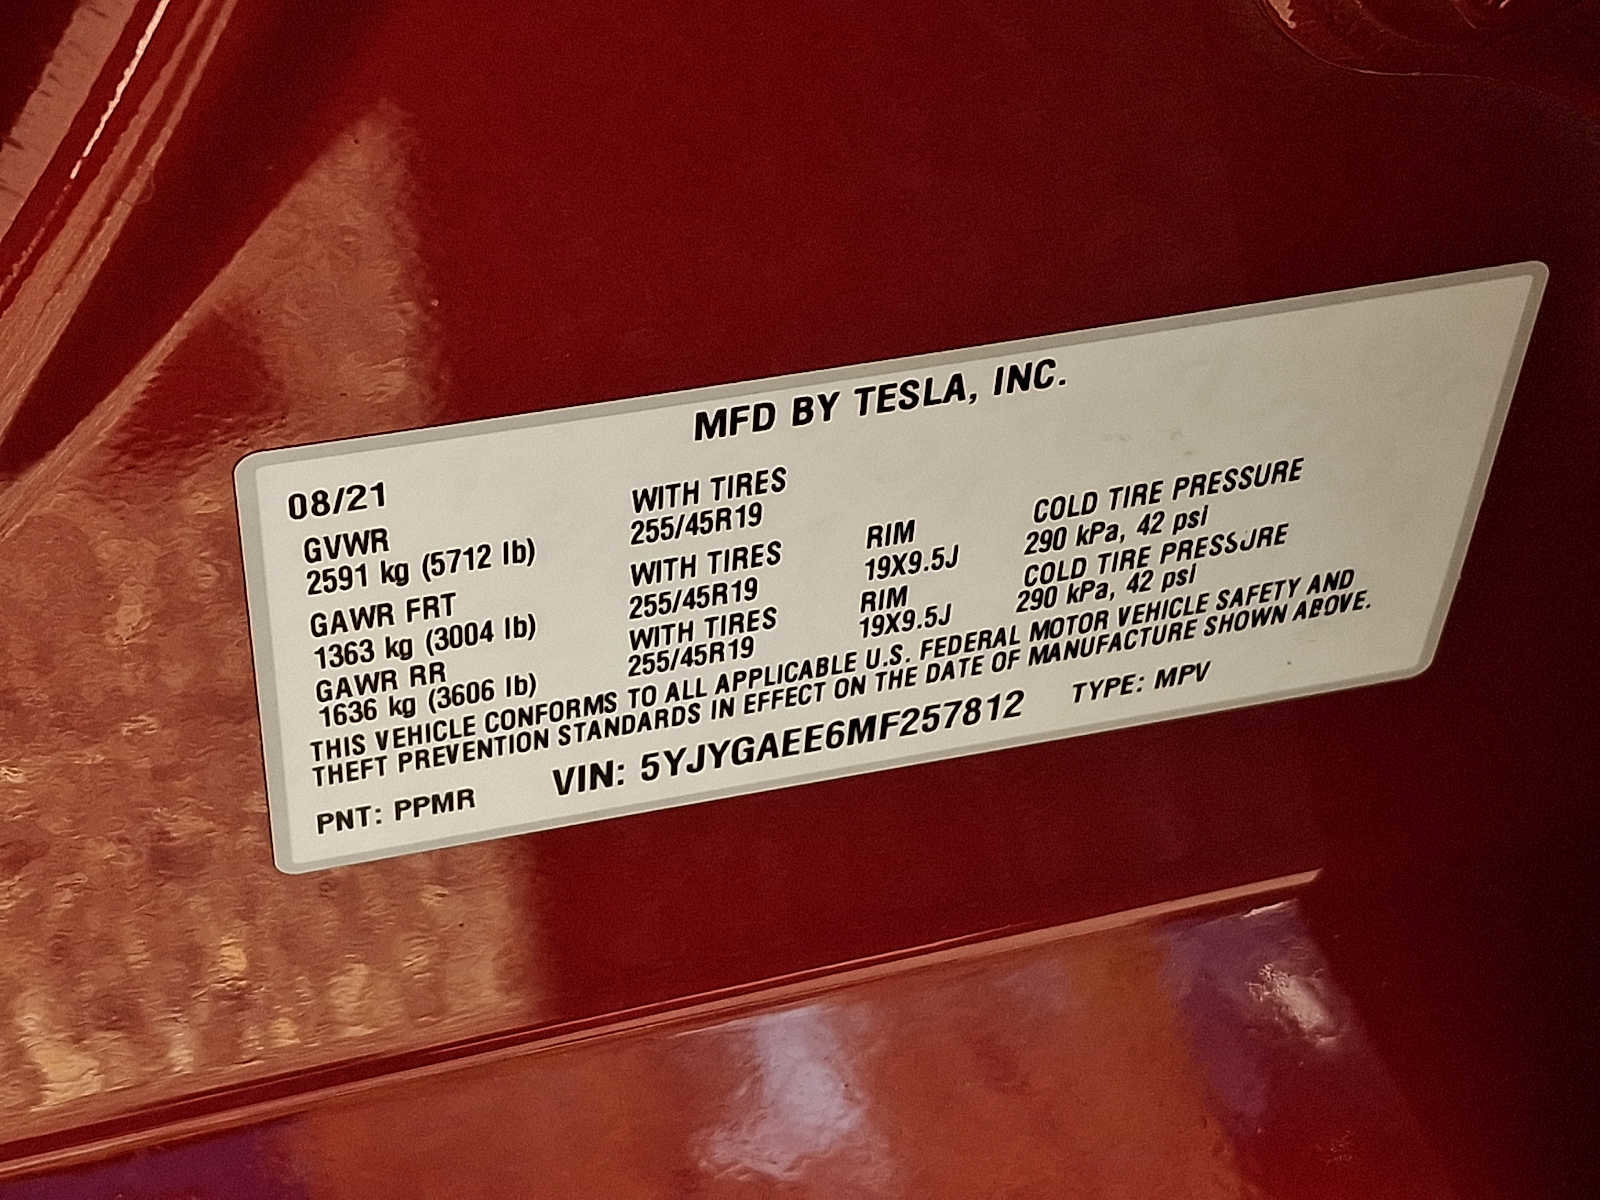 MFD BY TESLA, INC.
08/21
GVWR
2591 kg (5712 lb)
WITH TIRES
255/45R19
GAWR FRT
1363 kg (3004 lb)
WITH TIRES
255/45R19
RIM
19X9.5J
COLD TIRE PRESSURE
290 kPa, 42 psi
GAWR RR
1636 kg (3606 lb)
WITH TIRES
255/45R19
RIM
19X9.5J
COLD TIRE PRESSURE
290 kPa, 42 psi
THIS VEHICLE CONFORMS TO ALL APPLICABLE U.S. FEDERAL MOTOR VEHICLE SAFETY AND
THEFT PREVENTION STANDARDS IN EFFECT ON THE DATE OF MANUFACTURE SHOWN ABOVE.
PNT: PPMR
VIN: 5YJYGAEE6MF257812
TYPE: MPV